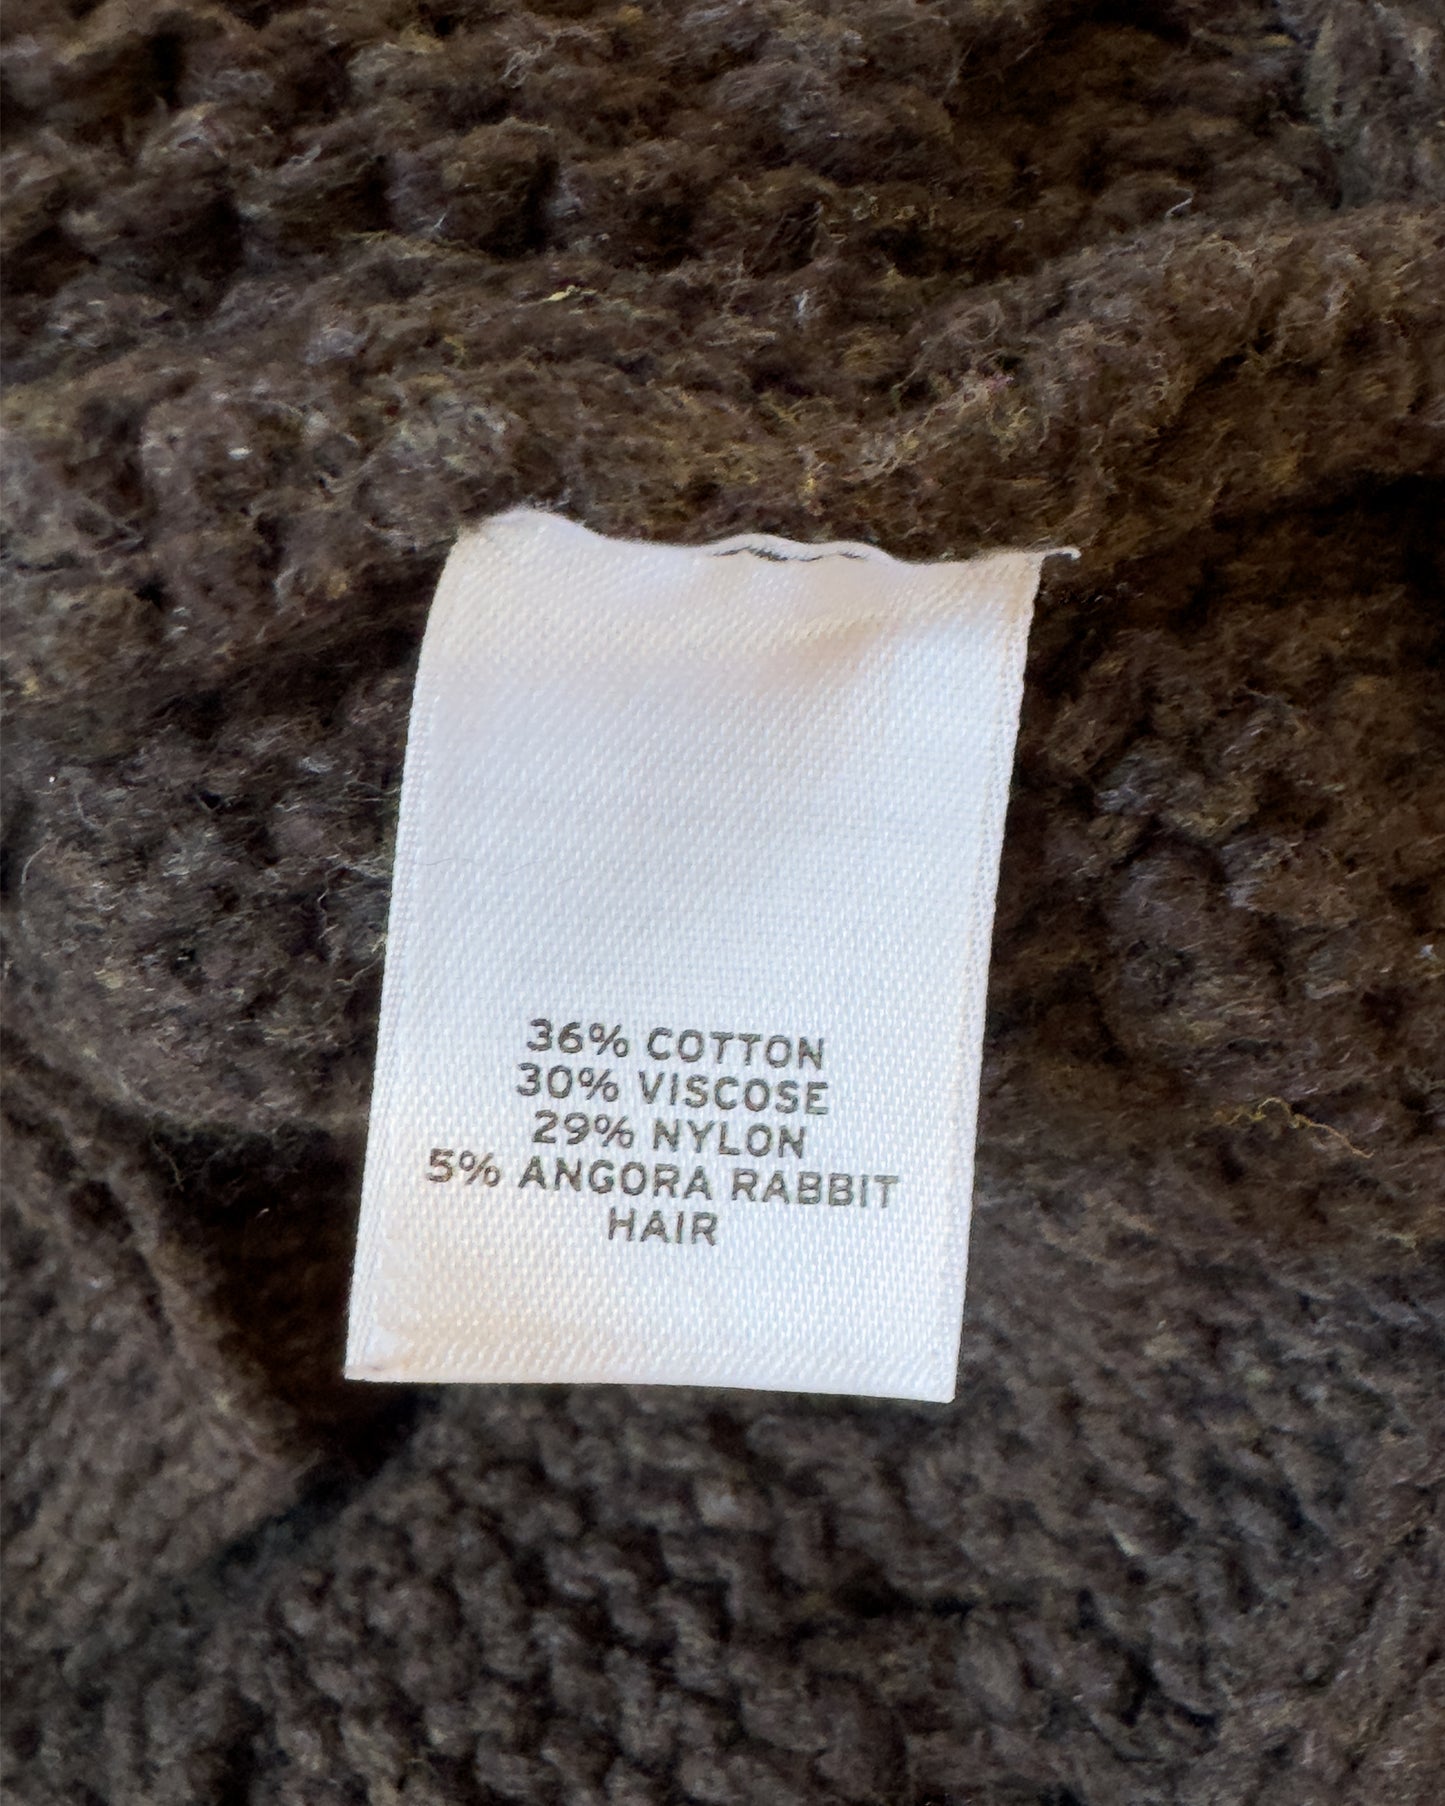 36% COTTON
30% VISCOSE
29% NYLON
5% ANGORA RABBIT
HAIR